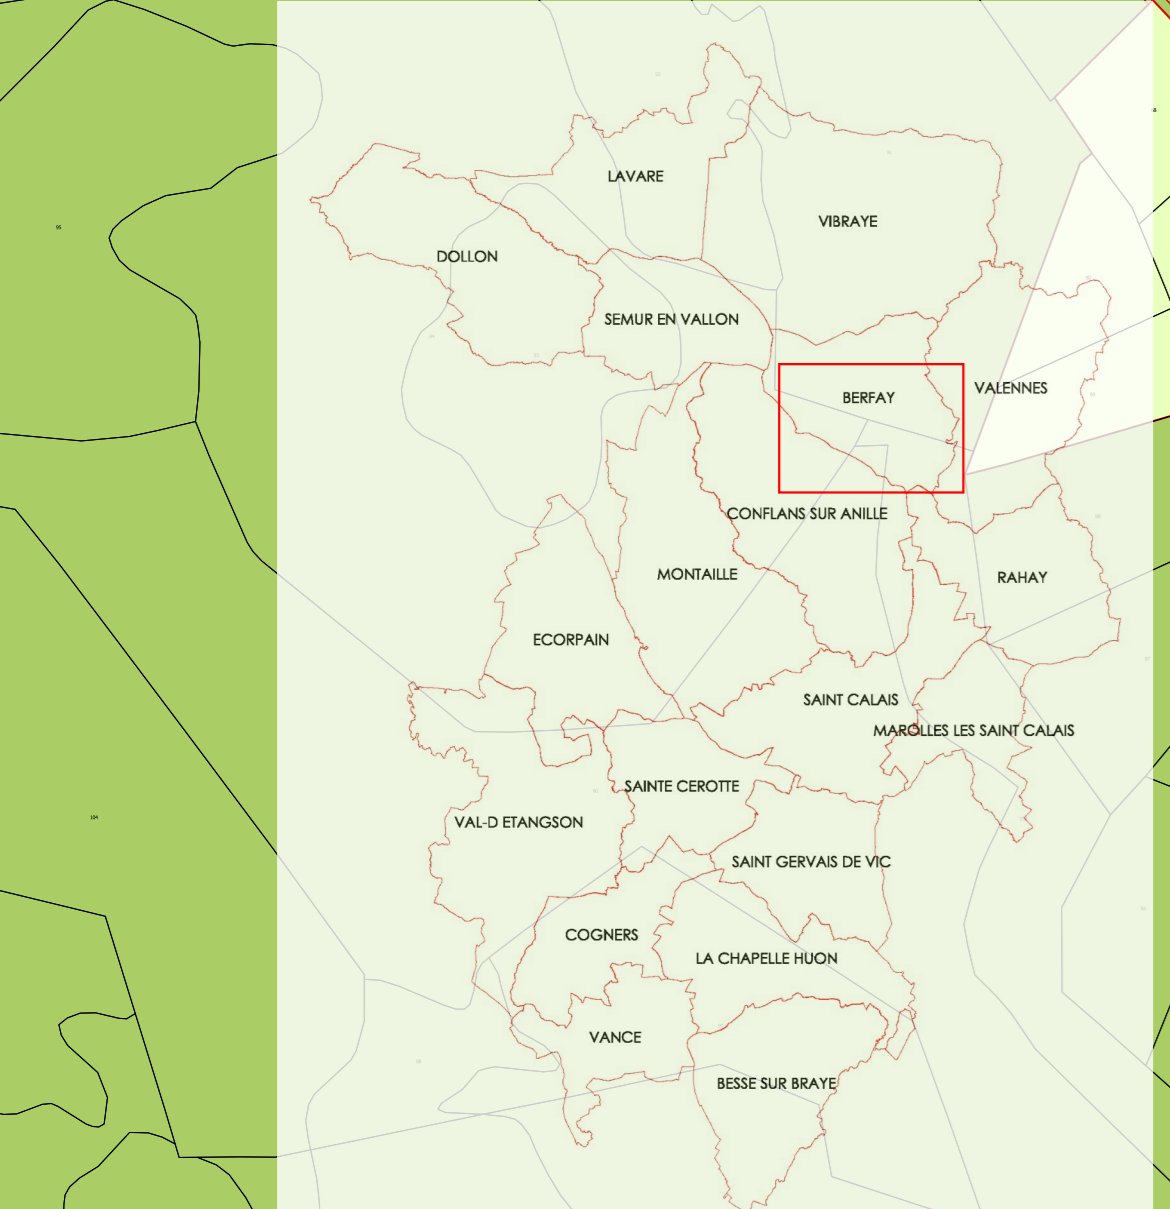 LAVARE
VIBRAYE
DOLLON
SEMUR EN VALLON
VALENNES
BERFAY
CONFLANS SUR ANILLE
MONTAILLE
RAHAY
ECORPAIN
SAINT CALAIS
MAROLLES LES SAINT CALAIS
SAINTE CEROTTE
VAL-D ETANGSON
104
SAINT GERVAIS DE VIC
COGNERS
LA CHAPELLE HUON
VANCE
BESSE SUR BRAYE